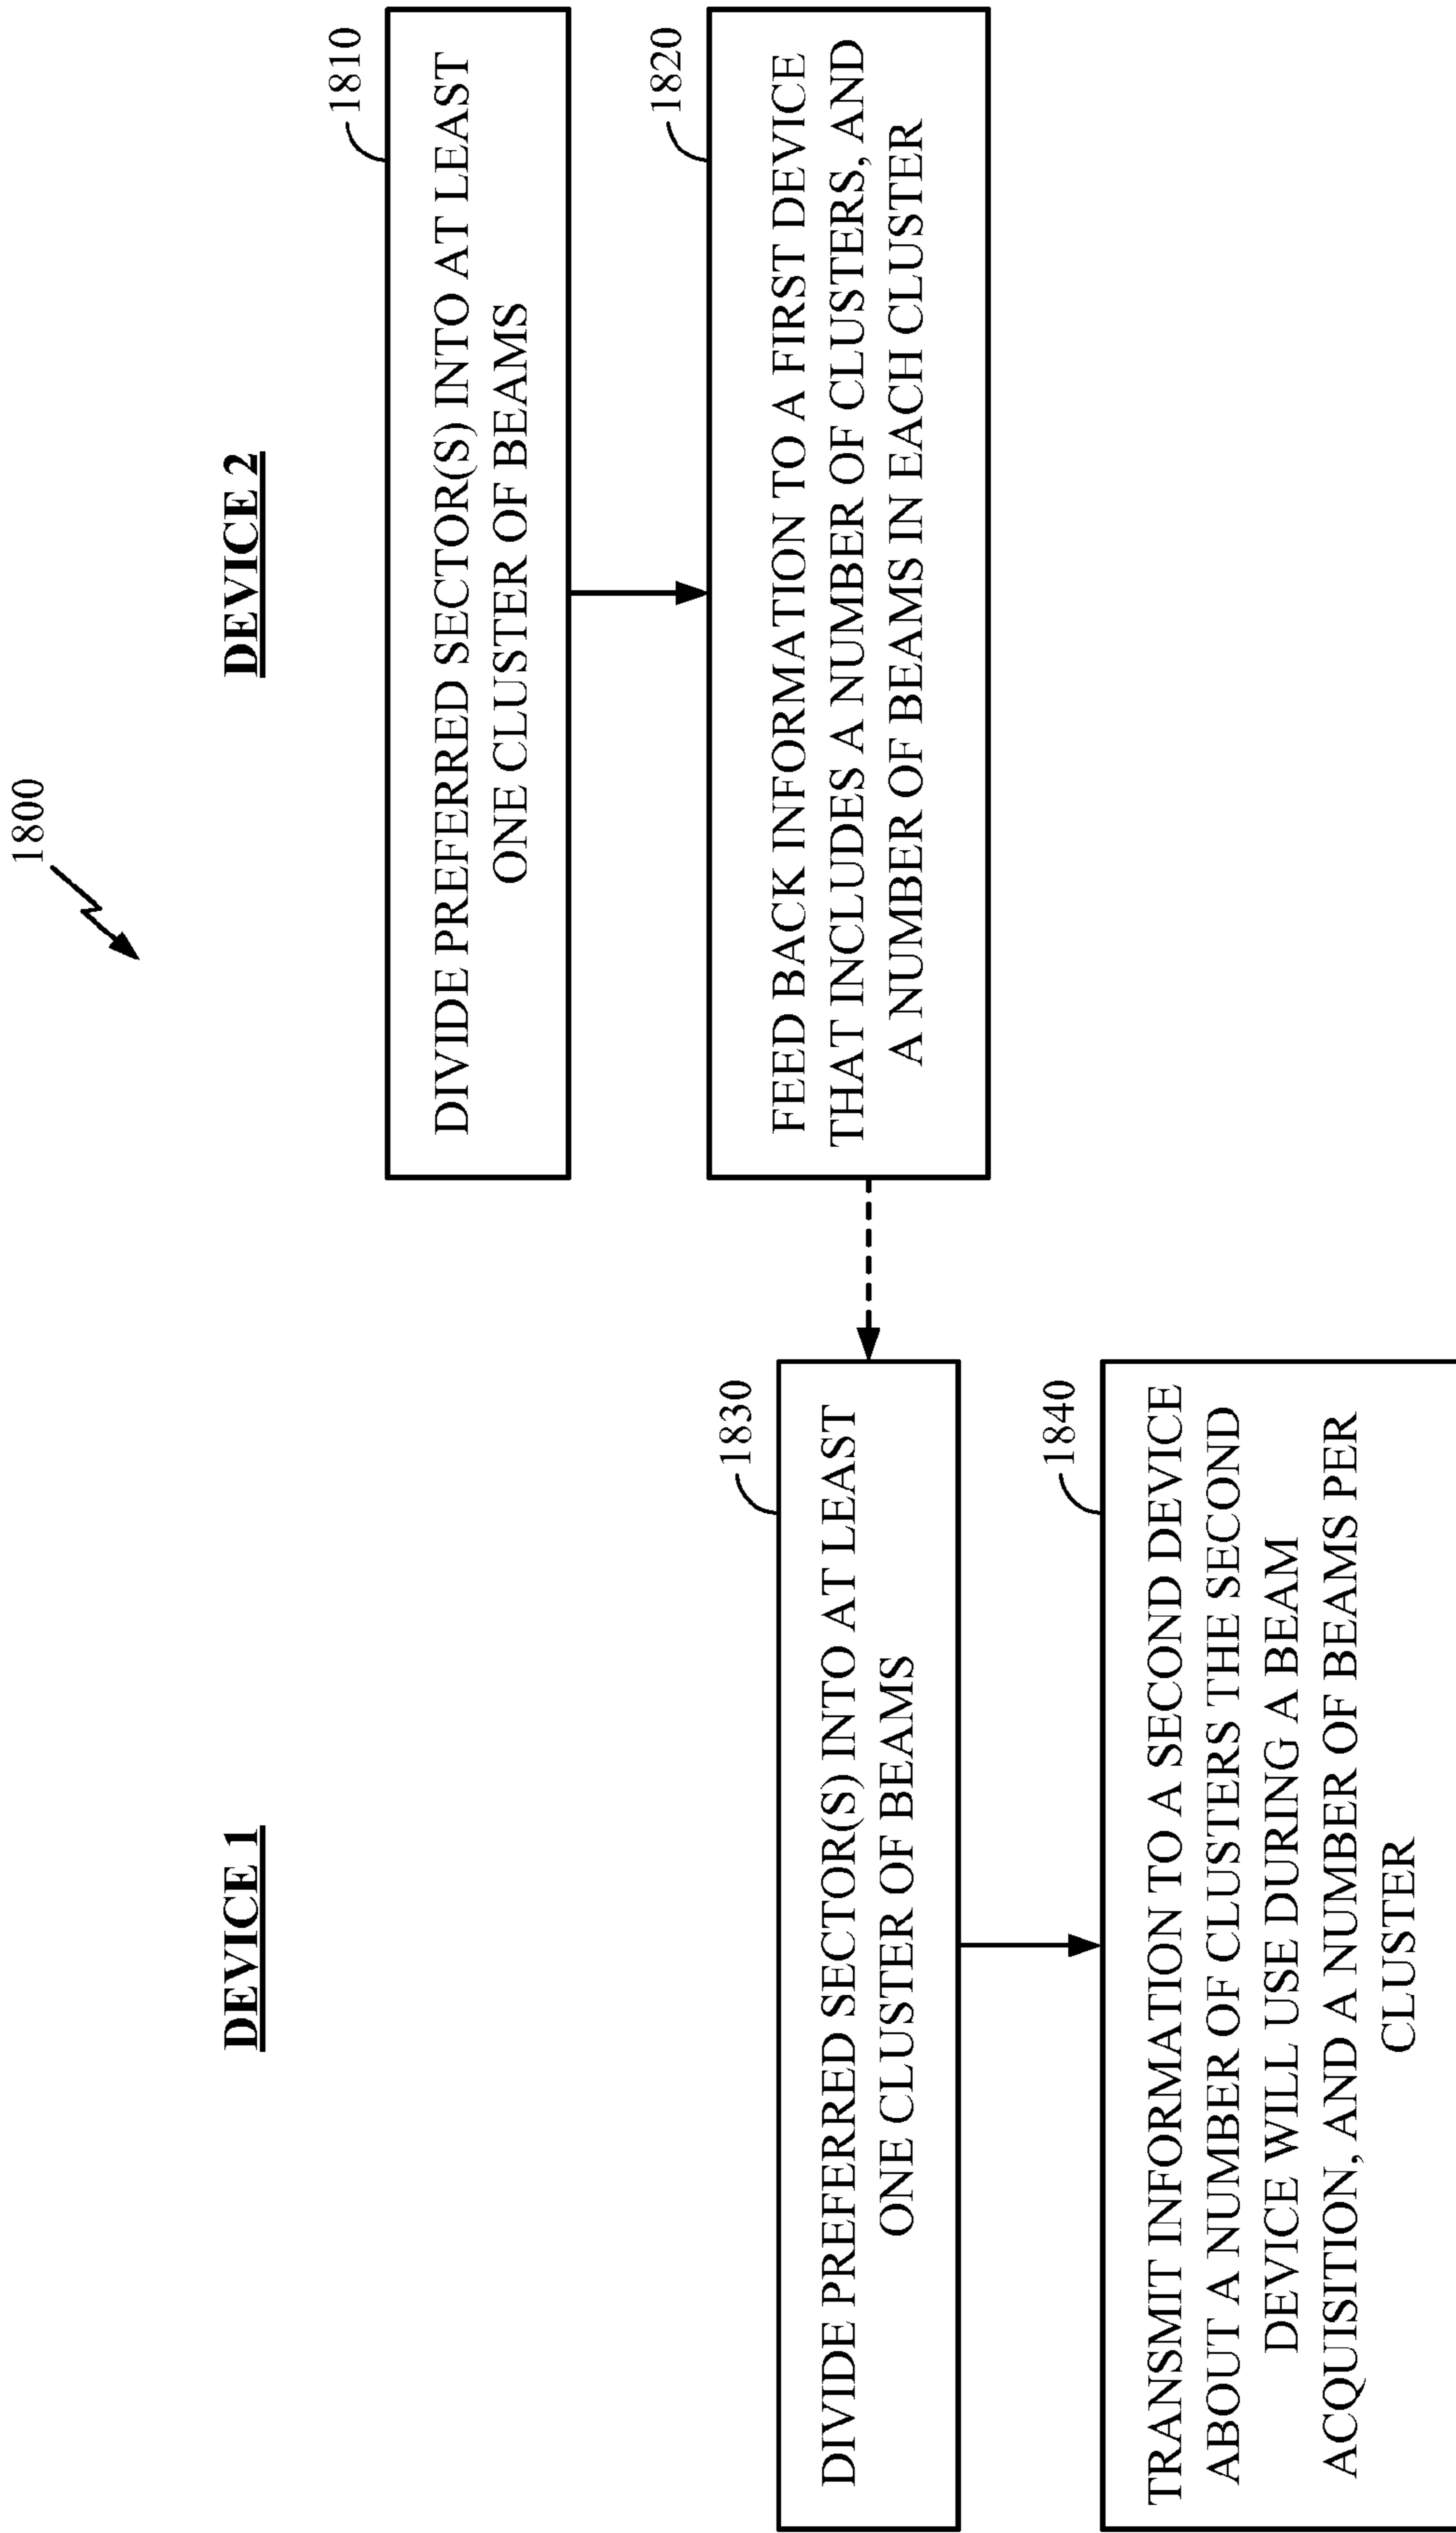 1800
DEVICE 1
DEVICE 2
1810
DIVIDE PREFERRED SECTOR(S) INTO AT LEAST
ONE CLUSTER OF BEAMS
1820
FEED BACK INFORMATION TO A FIRST DEVICE
THAT INCLUDES A NUMBER OF CLUSTERS, AND
A NUMBER OF BEAMS IN EACH CLUSTER
1830
DIVIDE PREFERRED SECTOR(S) INTO AT LEAST
ONE CLUSTER OF BEAMS
1840
TRANSMIT INFORMATION TO A SECOND DEVICE
ABOUT A NUMBER OF CLUSTERS THE SECOND
DEVICE WILL USE DURING A BEAM
ACQUISITION, AND A NUMBER OF BEAMS PER
CLUSTER